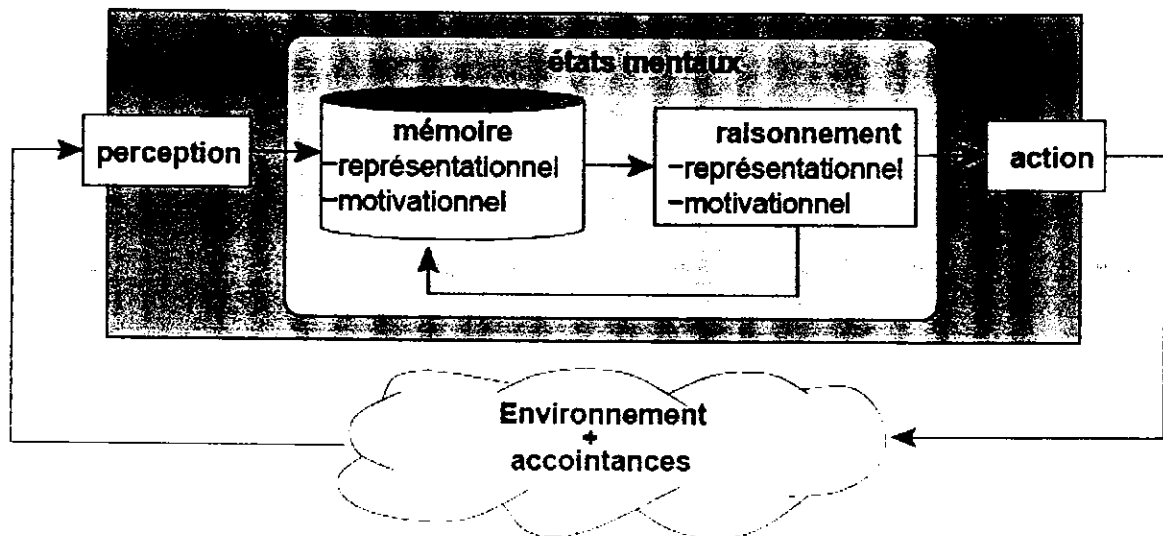 états mentaux
perception
mémoire
–représentationnel
–motivationnel
raisonnement
–représentationnel
–motivationnel
action
Environnement
+
accointances